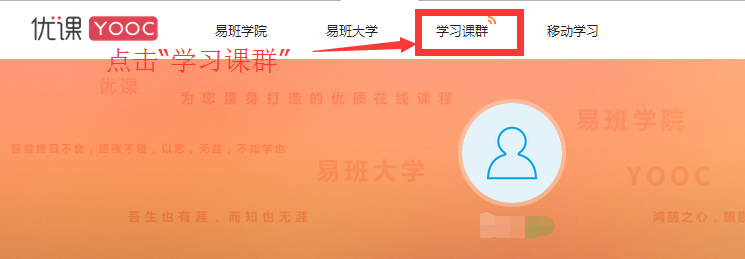 优课 YOOC 易班学院 易班大学 学习课群 移动学习
点击“学习课群”
优课
为您量身打造的优质在线课程
易班学院
吾尝终日不食，终夜不寝，以思，无益，不如学也
易班大学
YOOC
吾生也有涯，而知也无涯
鸿鹄之心，